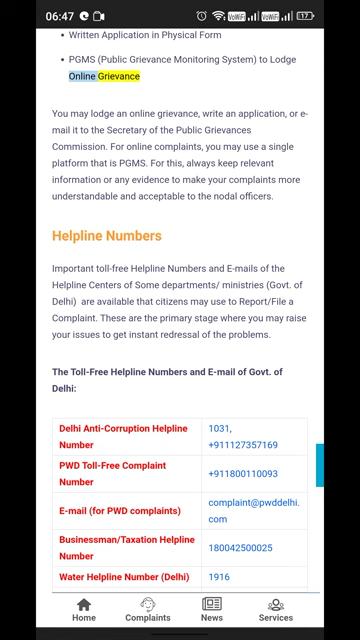 06:47
VoWiFi
VoWiFi
17
• Written Application in Physical Form
• PGMS (Public Grievance Monitoring System) to Lodge
Online Grievance
You may lodge an online grievance, write an application, or e-
mail it to the Secretary of the Public Grievances
Commission. For online complaints, you may use a single
platform that is PGMS. For this, always keep relevant
information or any evidence to make your complaints more
understandable and acceptable to the nodal officers.
Helpline Numbers
Important toll-free Helpline Numbers and E-mails of the
Helpline Centers of Some departments/ ministries (Govt. of
Delhi) are available that citizens may use to Report/File a
Complaint. These are the primary stage where you may raise
your issues to get instant redressal of the problems.
The Toll-Free Helpline Numbers and E-mail of Govt. of
Delhi:
Delhi Anti-Corruption Helpline
Number
1031,
+911127357169
PWD Toll-Free Complaint
Number
+911800110093
E-mail (for PWD complaints)
complaint@pwddelhi.
com
Businessman/Taxation Helpline
Number
180042500025
Water Helpline Number (Delhi)
1916
Home
Complaints
News
Services